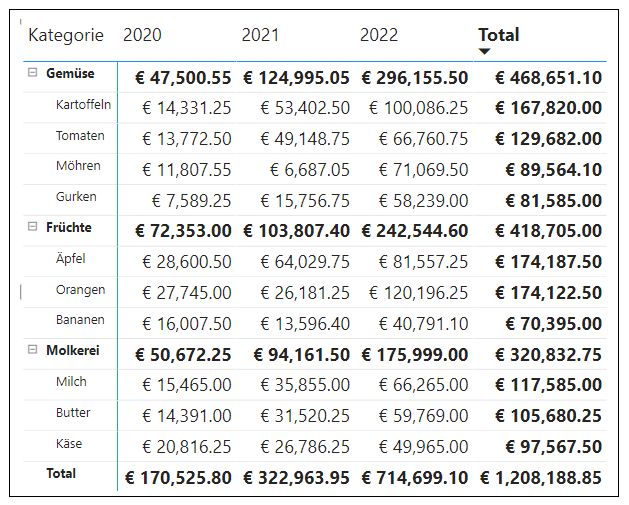 Kategorie 2020 2021 2022 Total
Gemüse € 47,500.55 € 124,995.05 € 296,155.50 € 468,651.10
Kartoffeln € 14,331.25 € 53,402.50 € 100,086.25 € 167,820.00
Tomaten € 13,772.50 € 49,148.75 € 66,760.75 € 129,682.00
Möhren € 11,807.55 € 6,687.05 € 71,069.50 € 89,564.10
Gurken € 7,589.25 € 15,756.75 € 58,239.00 € 81,585.00
Früchte € 72,353.00 € 103,807.40 € 242,544.60 € 418,705.00
Äpfel € 28,600.50 € 64,029.75 € 81,557.25 € 174,187.50
Orangen € 27,745.00 € 26,181.25 € 120,196.25 € 174,122.50
Bananen € 16,007.50 € 13,596.40 € 40,791.10 € 70,395.00
Molkerei € 50,672.25 € 94,161.50 € 175,999.00 € 320,832.75
Milch € 15,465.00 € 35,855.00 € 66,265.00 € 117,585.00
Butter € 14,391.00 € 31,520.25 € 59,769.00 € 105,680.25
Käse € 20,816.25 € 26,786.25 € 49,965.00 € 97,567.50
Total € 170,525.80 € 322,963.95 € 714,699.10 € 1,208,188.85